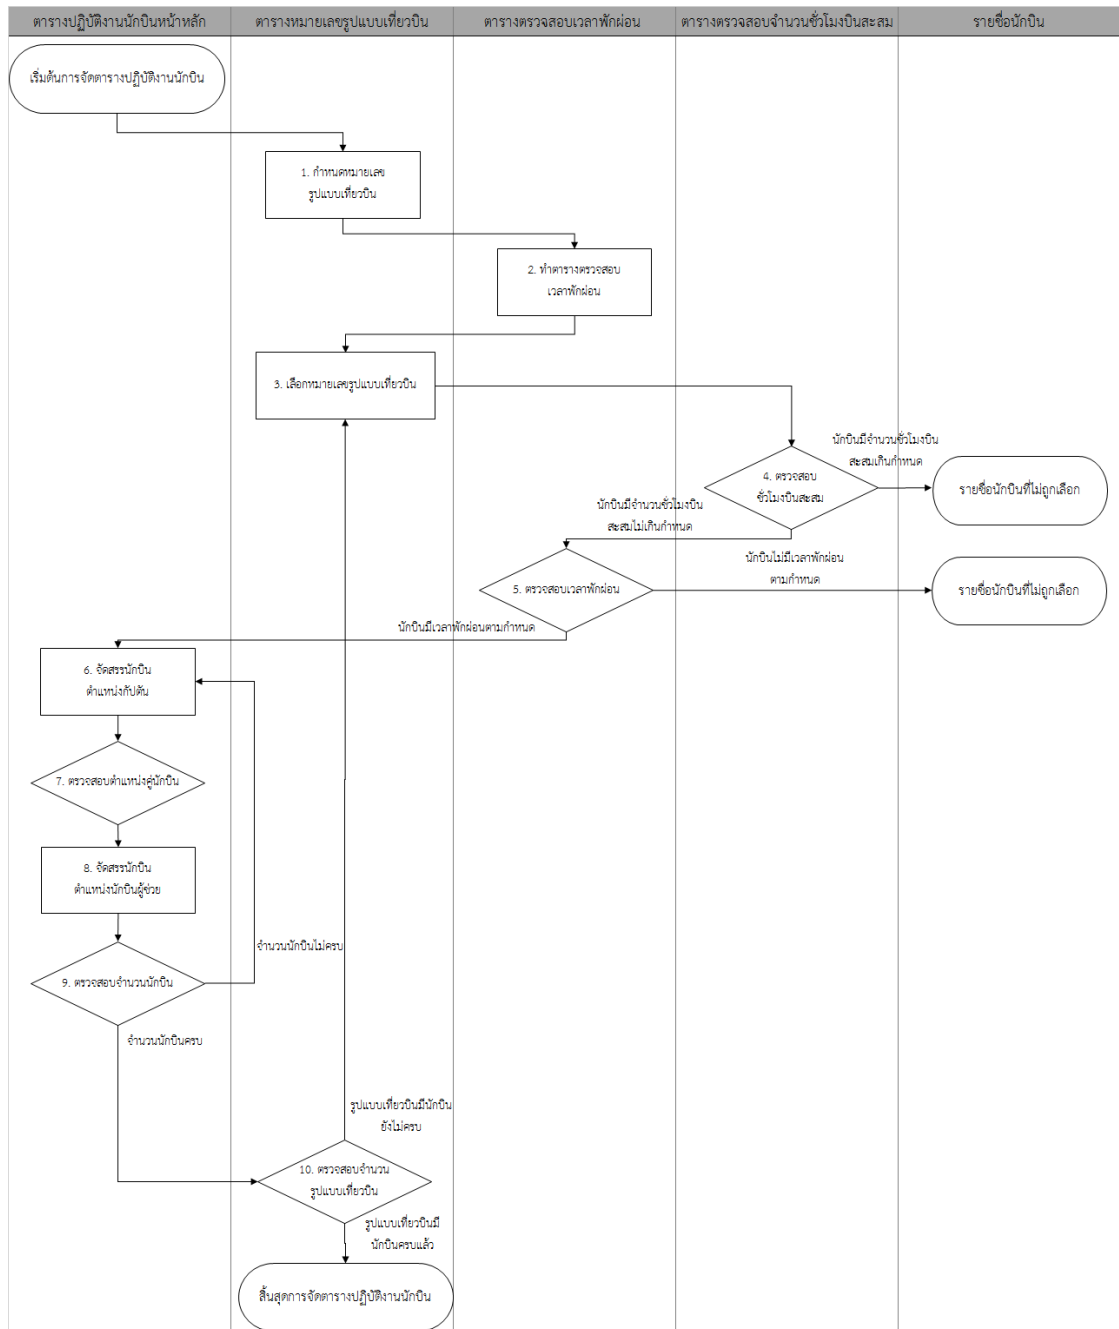 ตารางปฏิบัติงานนักบินหน้าหลัก
ตารางหมายเลขรูปแบบเที่ยวบิน
ตารางตรวจสอบเวลาพักผ่อน
ตารางตรวจสอบจำนวนชั่วโมงบินสะสม
รายชื่อนักบิน
เริ่มต้นการจัดตารางปฏิบัติงานนักบิน
1. กำหนดหมายเลข
รูปแบบเที่ยวบิน
2. ทำตารางตรวจสอบ
เวลาพักผ่อน
3. เลือกหมายเลขรูปแบบเที่ยวบิน
นักบินมีจำนวนชั่วโมงบิน
สะสมเกินกำหนด
4. ตรวจสอบ
ชั่วโมงบินสะสม
รายชื่อนักบินที่ไม่ถูกเลือก
นักบินมีจำนวนชั่วโมงบิน
สะสมไม่เกินกำหนด
นักบินไม่มีเวลาพักผ่อน
ตามกำหนด
5. ตรวจสอบเวลาพักผ่อน
รายชื่อนักบินที่ไม่ถูกเลือก
นักบินมีเวลาพักผ่อนตามกำหนด
6. จัดสรรนักบิน
ตำแหน่งกัปตัน
7. ตรวจสอบตำแหน่งคู่นักบิน
8. จัดสรรนักบิน
ตำแหน่งนักบินผู้ช่วย
จำนวนนักบินไม่ครบ
9. ตรวจสอบจำนวนนักบิน
จำนวนนักบินครบ
รูปแบบเที่ยวบินมีนักบิน
ยังไม่ครบ
10. ตรวจสอบจำนวน
รูปแบบเที่ยวบิน
รูปแบบเที่ยวบินมี
นักบินครบแล้ว
สิ้นสุดการจัดตารางปฏิบัติงานนักบิน